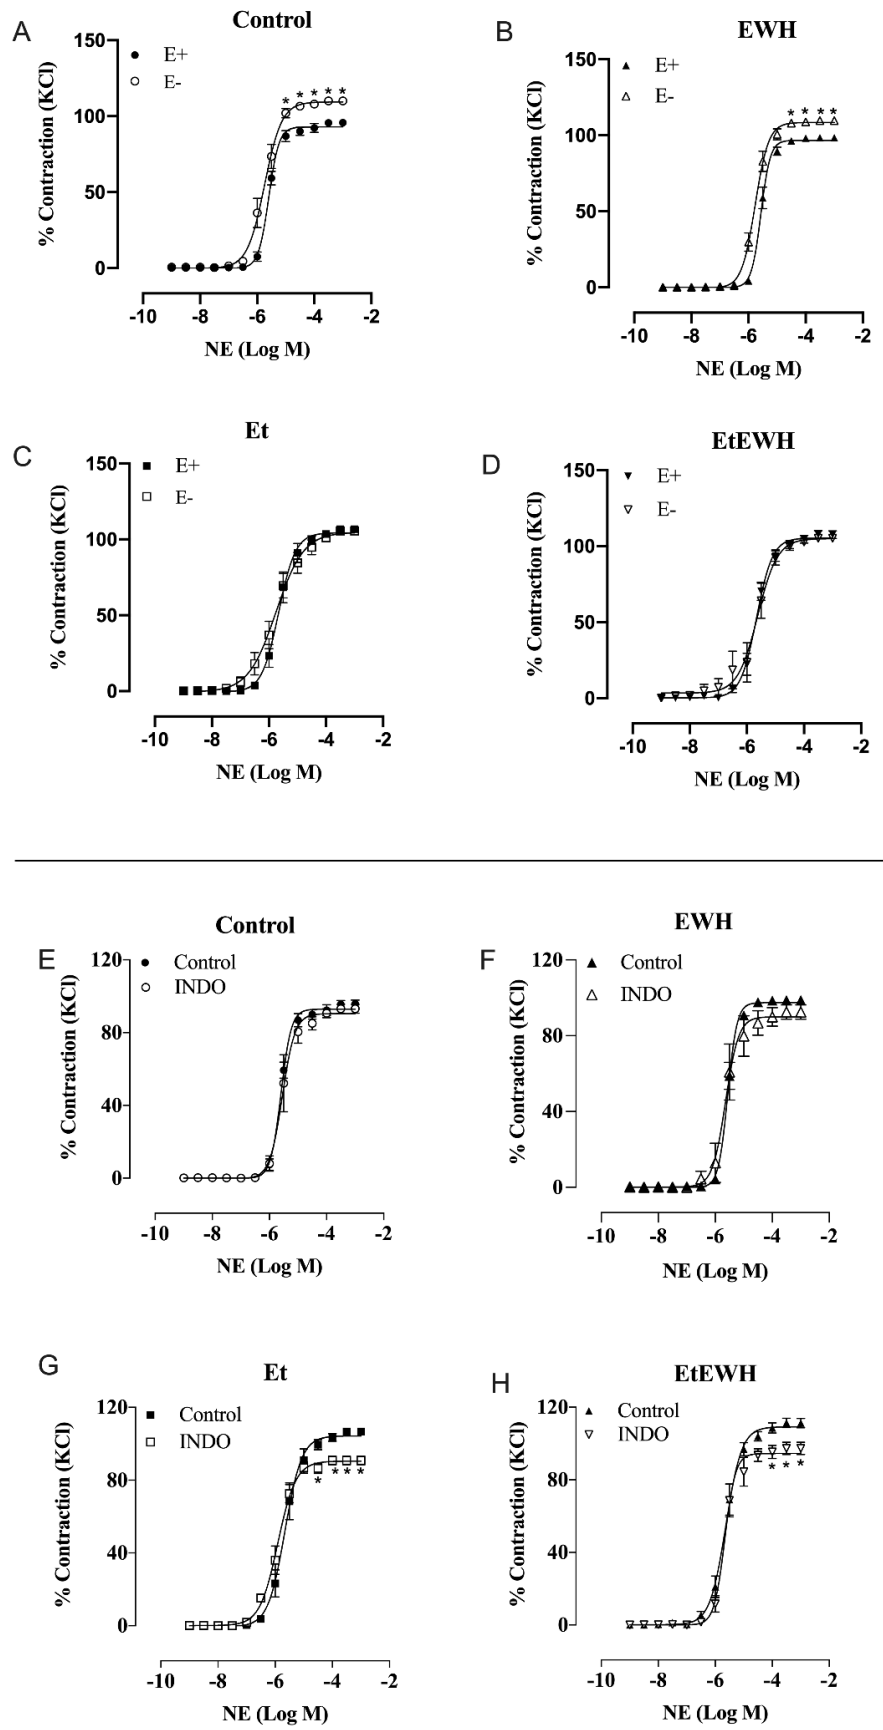 A
Control
150
100
50
0
% Contraction (KCl)
E+
E-
* * * * *
-10 -8 -6 -4 -2
NE (Log M)
B
EWH
150
100
50
0
% Contraction (KCl)
E+
E-
* * * *
-10 -8 -6 -4 -2
NE (Log M)
C
Et
150
100
50
0
% Contraction (KCl)
E+
E-
-10 -8 -6 -4 -2
NE (Log M)
D
EtEWH
150
100
50
0
% Contraction (KCl)
E+
E-
-10 -8 -6 -4 -2
NE (Log M)
E
Control
120
80
40
0
% Contraction (KCl)
Control
INDO
-10 -8 -6 -4 -2
NE (Log M)
F
EWH
120
80
40
0
% Contraction (KCl)
Control
INDO
-10 -8 -6 -4 -2
NE (Log M)
G
Et
120
80
40
0
% Contraction (KCl)
Control
INDO
* * * *
-10 -8 -6 -4 -2
NE (Log M)
H
EtEWH
120
80
40
0
% Contraction (KCl)
Control
INDO
* * *
-10 -8 -6 -4 -2
NE (Log M)